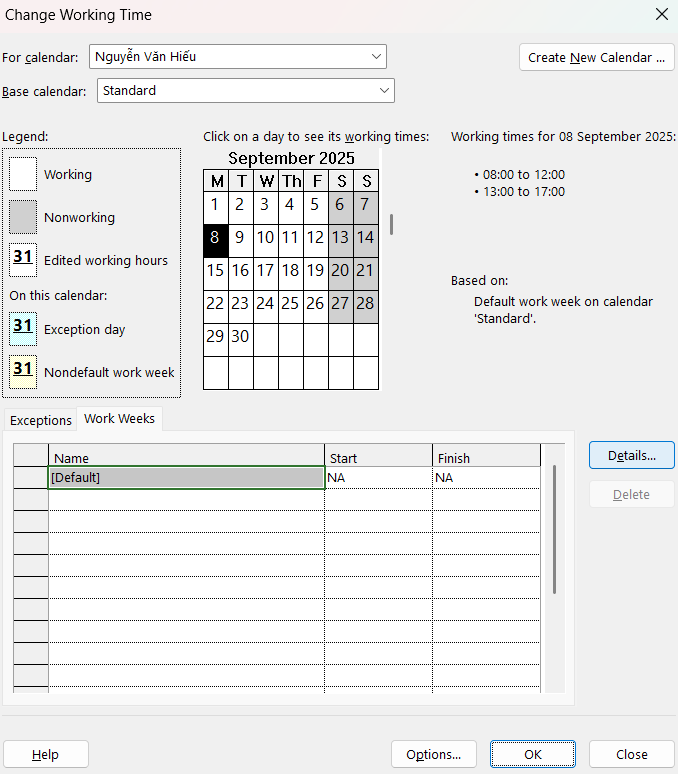 Change Working Time
For calendar: Nguyễn Văn Hiếu
Create New Calendar ...
Base calendar: Standard
Legend:
Working
Nonworking
31 Edited working hours
On this calendar:
31 Exception day
31 Nondefault work week
Click on a day to see its working times:
September 2025
M T W Th F S S
1 2 3 4 5 6 7
8 9 10 11 12 13 14
15 16 17 18 19 20 21
22 23 24 25 26 27 28
29 30
Working times for 08 September 2025:
• 08:00 to 12:00
• 13:00 to 17:00
Based on:
Default work week on calendar
'Standard'.
Exceptions Work Weeks
Name Start Finish
[Default] NA NA
Details...
Delete
Help Options... OK Close